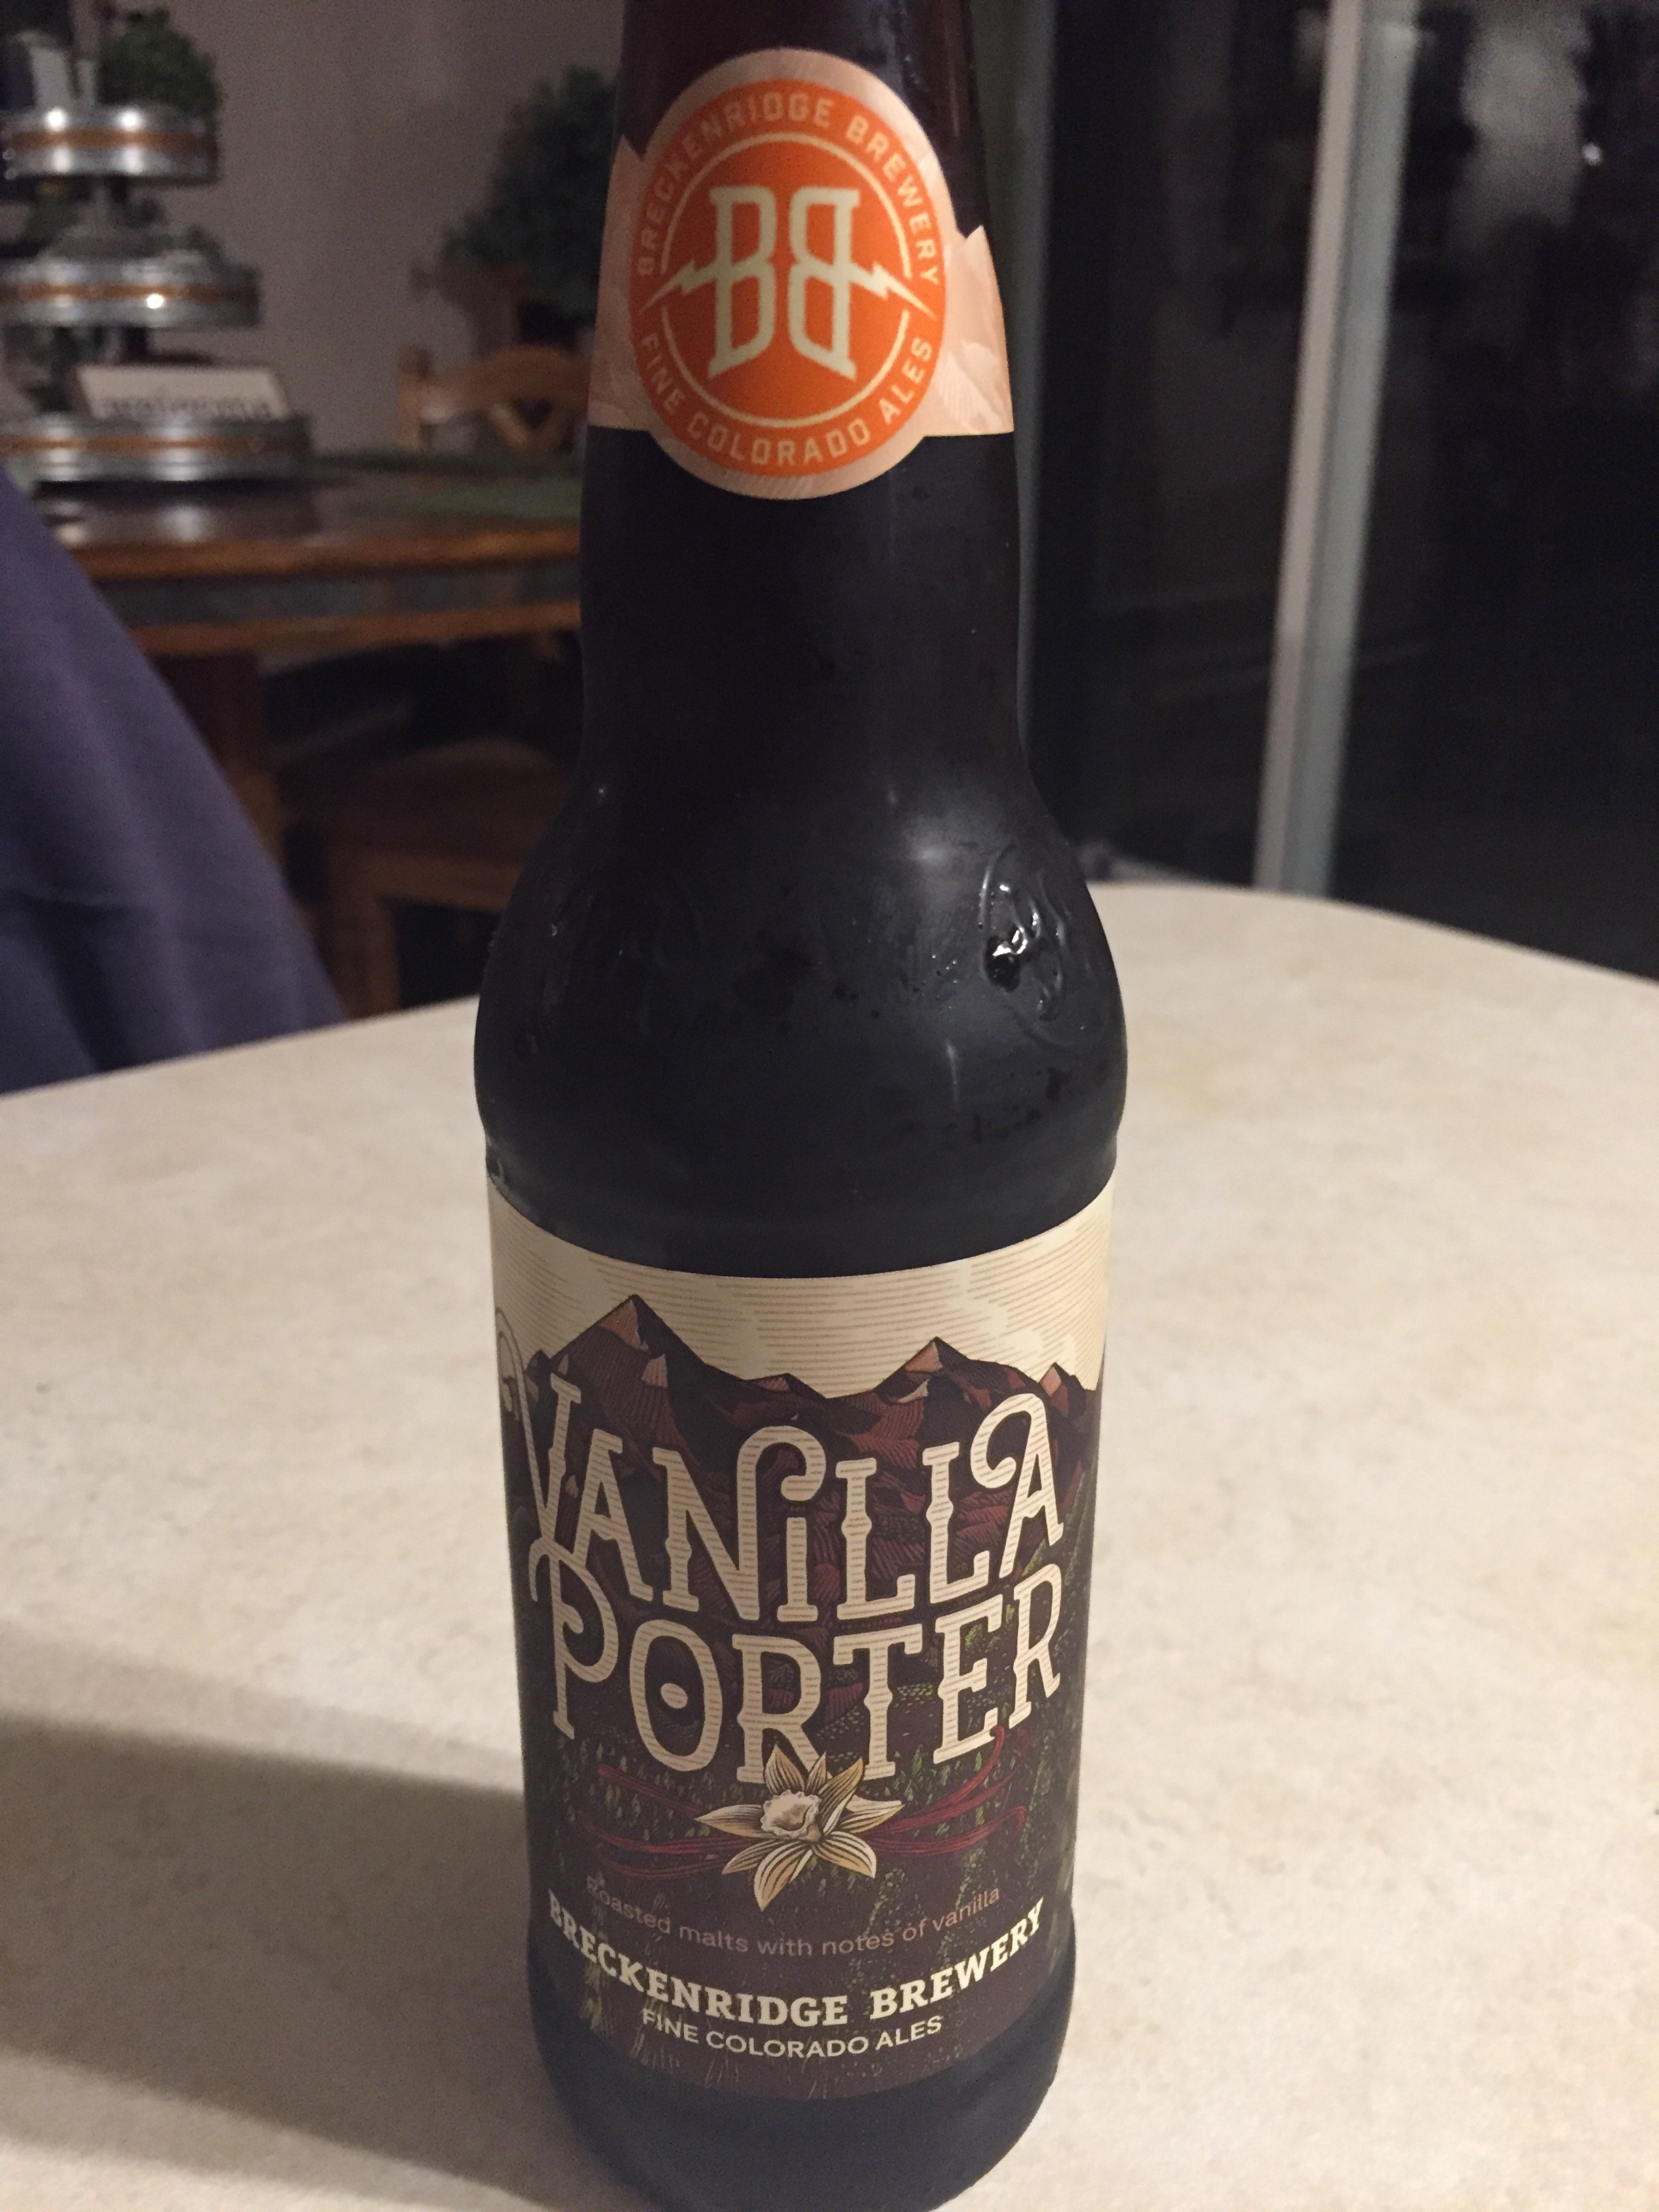 BRECKENRIDGE BREWERY
BB
FINE COLORADO ALES
VANiLLA
PORTER
Roasted malts with notes of vanilla
BRECKENRIDGE BREWERY
FINE COLORADO ALES